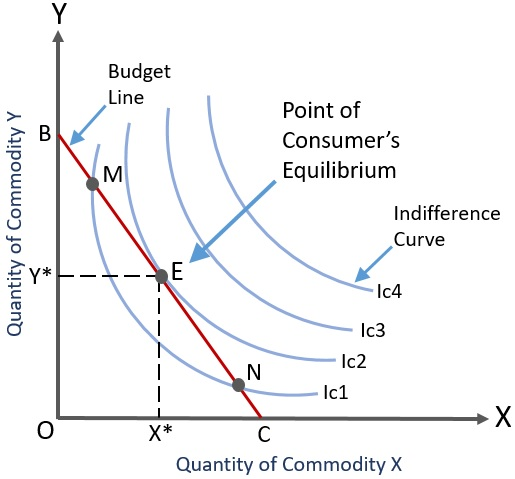 Y
Budget
Line
Point of
Consumer's
Equilibrium
B
M
Indifference
Curve
Quantity of Commodity Y
Y*
E
Ic4
Ic3
Ic2
N
Ic1
O
X*
C
X
Quantity of Commodity X